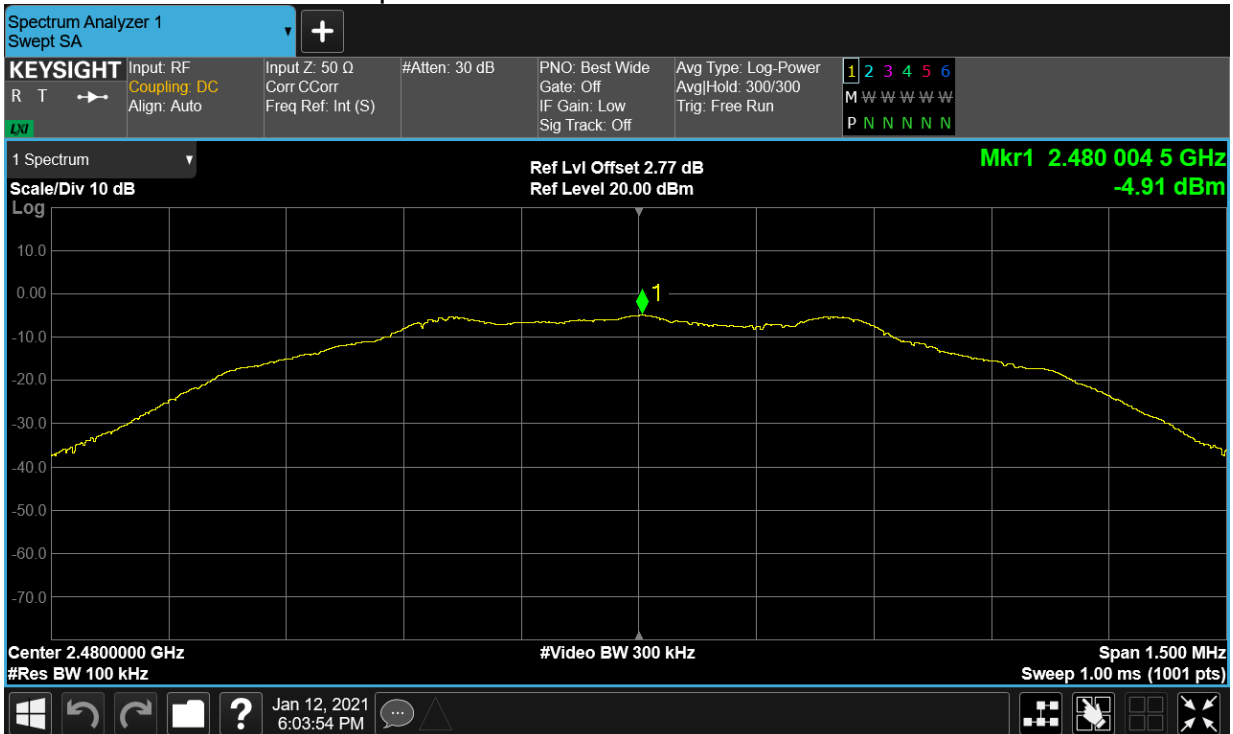 Spectrum Analyzer 1
Swept SA
KEYSIGHT
R T
LXI
Input: RF
Coupling: DC
Align: Auto
Input Z: 50 Ω
Corr CCorr
Freq Ref: Int (S)
#Atten: 30 dB
PNO: Best Wide
Gate: Off
IF Gain: Low
Sig Track: Off
Avg Type: Log-Power
Avg|Hold: 300/300
Trig: Free Run
1 2 3 4 5 6
M W W W W W
P N N N N N
1 Spectrum
Scale/Div 10 dB
Log
Ref Lvl Offset 2.77 dB
Ref Level 20.00 dBm
Mkr1 2.480 004 5 GHz
-4.91 dBm
10.0
0.00
-10.0
-20.0
-30.0
-40.0
-50.0
-60.0
-70.0
1
Center 2.4800000 GHz
#Res BW 100 kHz
#Video BW 300 kHz
Span 1.500 MHz
Sweep 1.00 ms (1001 pts)
?
Jan 12, 2021
6:03:54 PM